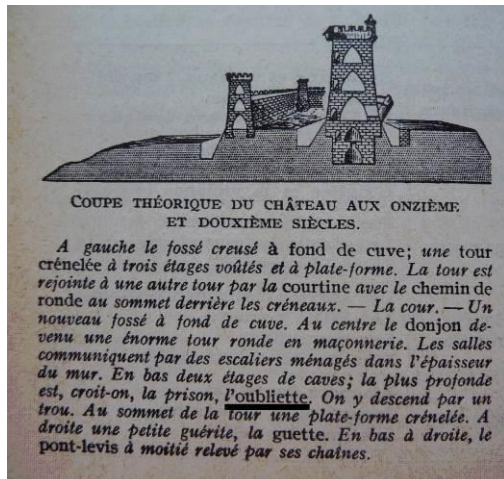 COUPE THÉORIQUE DU CHÂTEAU AUX ONZIÈME
ET DOUXIÈME SIÈCLES.
A gauche le fossé creusé à fond de cuve; une tour
crénelée à trois étages voûtés et à plate-forme. La tour est
rejointe à une autre tour par la courtine avec le chemin de
ronde au sommet derrière les créneaux. — La cour. — Un
nouveau fossé à fond de cuve. Au centre le donjon de-
venu une énorme tour ronde en maçonnerie. Les salles
communiquent par des escaliers ménagés dans l'épaisseur
du mur. En bas deux étages de caves; la plus profonde
est, croit-on, la prison, l'oubliette. On y descend par un
trou. Au sommet de la tour une plate-forme crénelée. A
droite une petite guérite, la guette. En bas à droite, le
pont-levis à moitié relevé par ses chaînes.